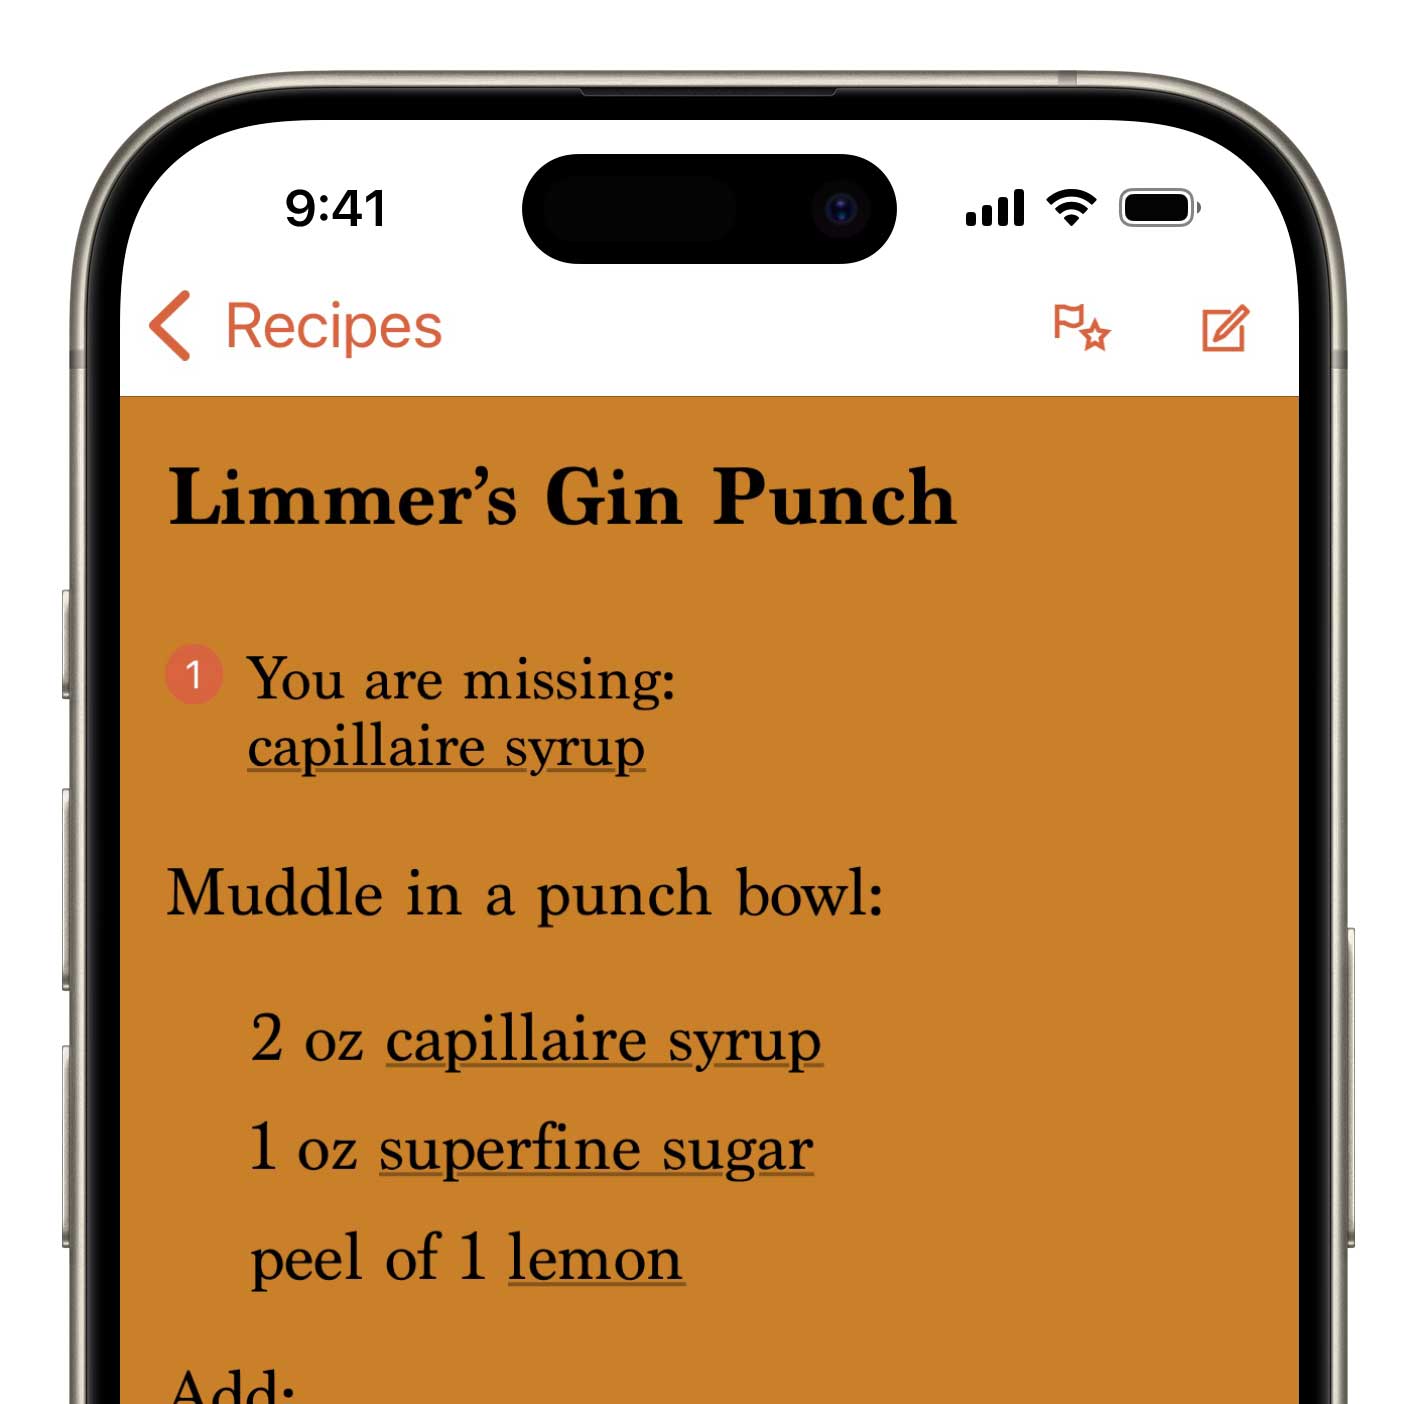 9:41
Recipes
Limmer’s Gin Punch
1 You are missing:
capillaire syrup
Muddle in a punch bowl:
2 oz capillaire syrup
1 oz superfine sugar
peel of 1 lemon
Add: